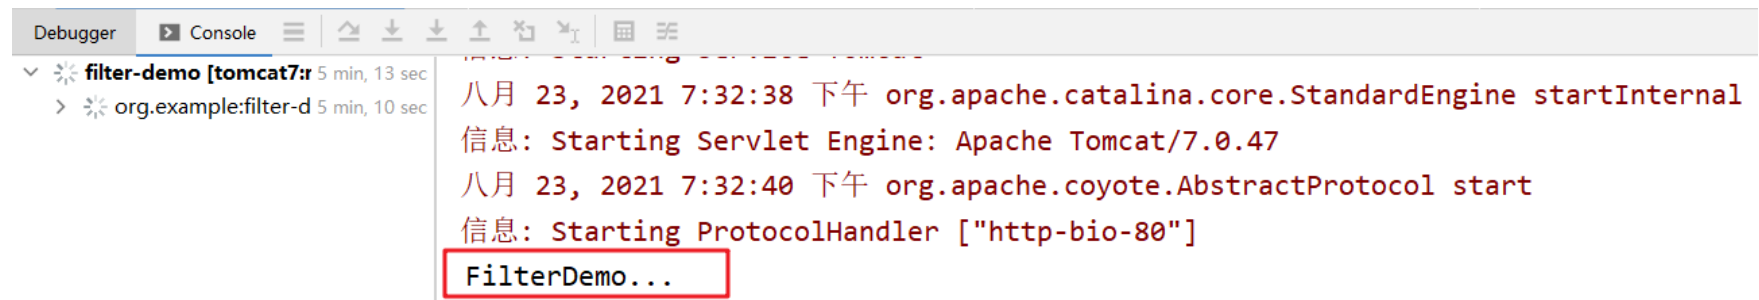 Debugger
Console
filter-demo [tomcat7:r 5 min, 13 sec
org.example:filter-d 5 min, 10 sec
八月 23, 2021 7:32:38 下午 org.apache.catalina.core.StandardEngine startInternal
信息: Starting Servlet Engine: Apache Tomcat/7.0.47
八月 23, 2021 7:32:40 下午 org.apache.coyote.AbstractProtocol start
信息: Starting ProtocolHandler ["http-bio-80"]
FilterDemo...